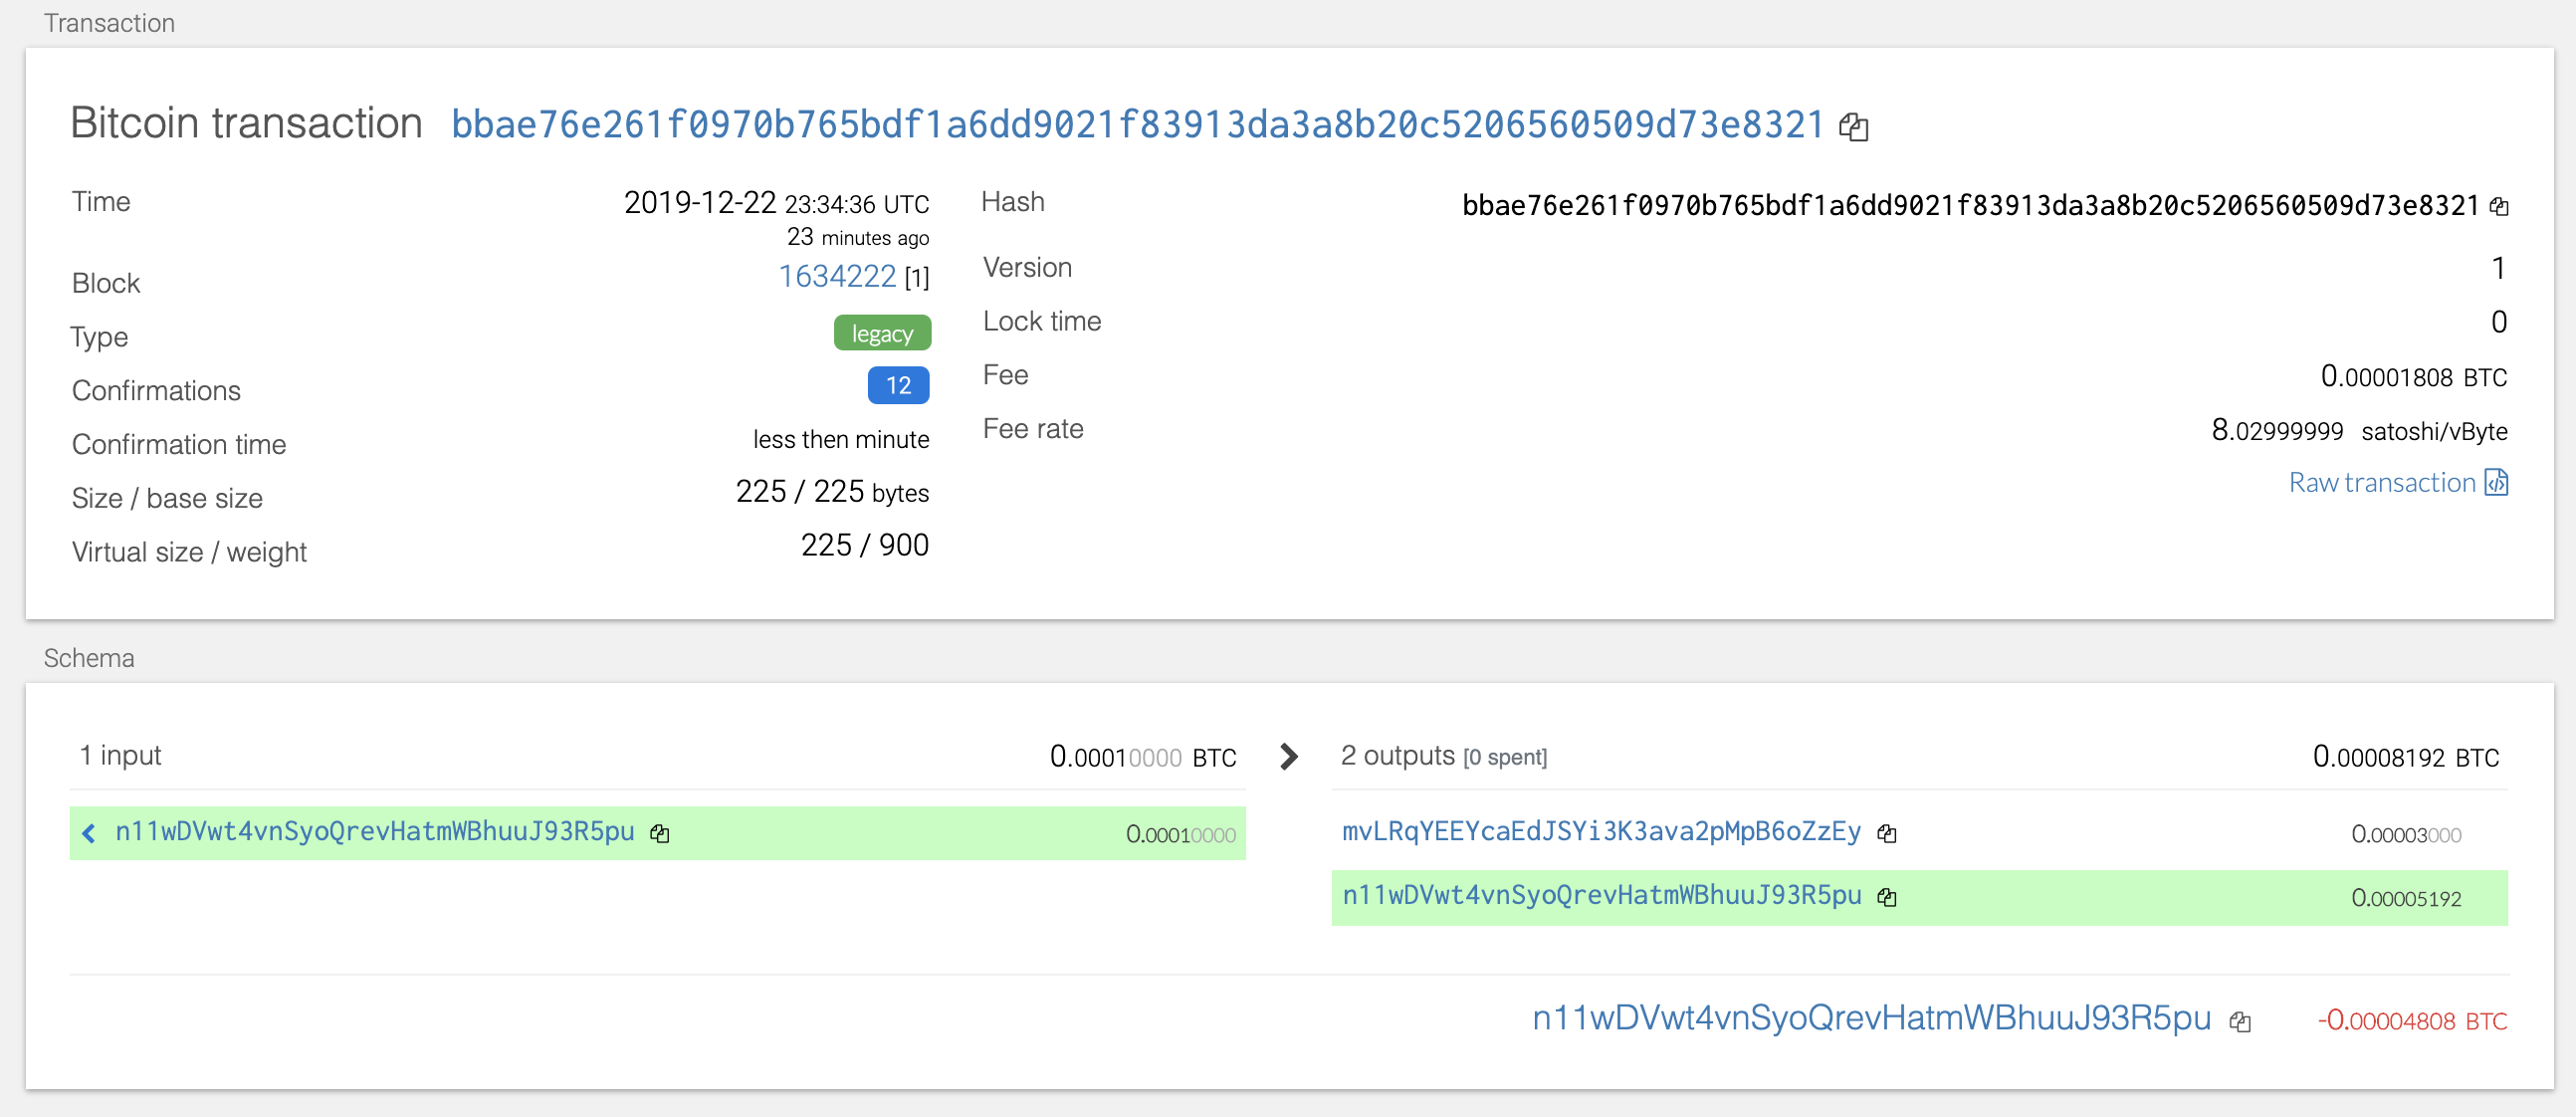 Transaction
Bitcoin transaction bbae76e261f0970b765bdf1a6dd9021f83913da3a8b20c5206560509d73e8321
Time 2019-12-22 23:34:36 UTC
23 minutes ago
Block 1634222 [1]
Type legacy
Confirmations 12
Confirmation time less then minute
Size / base size 225 / 225 bytes
Virtual size / weight 225 / 900
Hash bbae76e261f0970b765bdf1a6dd9021f83913da3a8b20c5206560509d73e8321
Version 1
Lock time 0
Fee 0.00001808 BTC
Fee rate 8.02999999 satoshi/vByte
Raw transaction
Schema
1 input 0.00010000 BTC
n11wDVwt4vnSyoQrevHatmWBhuuJ93R5pu 0.00010000
2 outputs [0 spent] 0.00008192 BTC
mvLRqYEEYcaEdJSYi3K3ava2pMpB6oZzEy 0.00003000
n11wDVwt4vnSyoQrevHatmWBhuuJ93R5pu 0.00005192
n11wDVwt4vnSyoQrevHatmWBhuuJ93R5pu -0.00004808 BTC